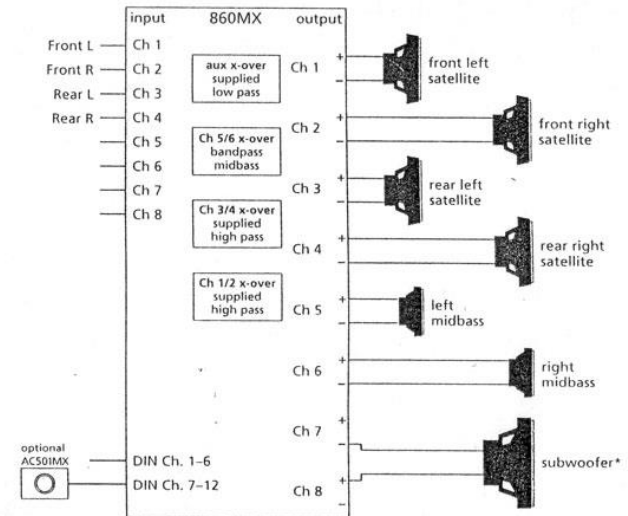 input 860MX output
Front L Ch 1
Front R Ch 2
Rear L Ch 3
Rear R Ch 4
Ch 5
Ch 6
Ch 7
Ch 8
aux x-over
supplied
low pass
Ch 5/6 x-over
bandpass
midbass
Ch 3/4 x-over
supplied
high pass
Ch 1/2 x-over
supplied
high pass
optional
AC501MX
DIN Ch. 1–6
DIN Ch. 7–12
Ch 1
+
–
front left
satellite
Ch 2
+
–
front right
satellite
Ch 3
+
–
rear left
satellite
Ch 4
+
–
rear right
satellite
Ch 5
+
–
left
midbass
Ch 6
+
–
right
midbass
Ch 7
+
–
subwoofer*
Ch 8
+
–